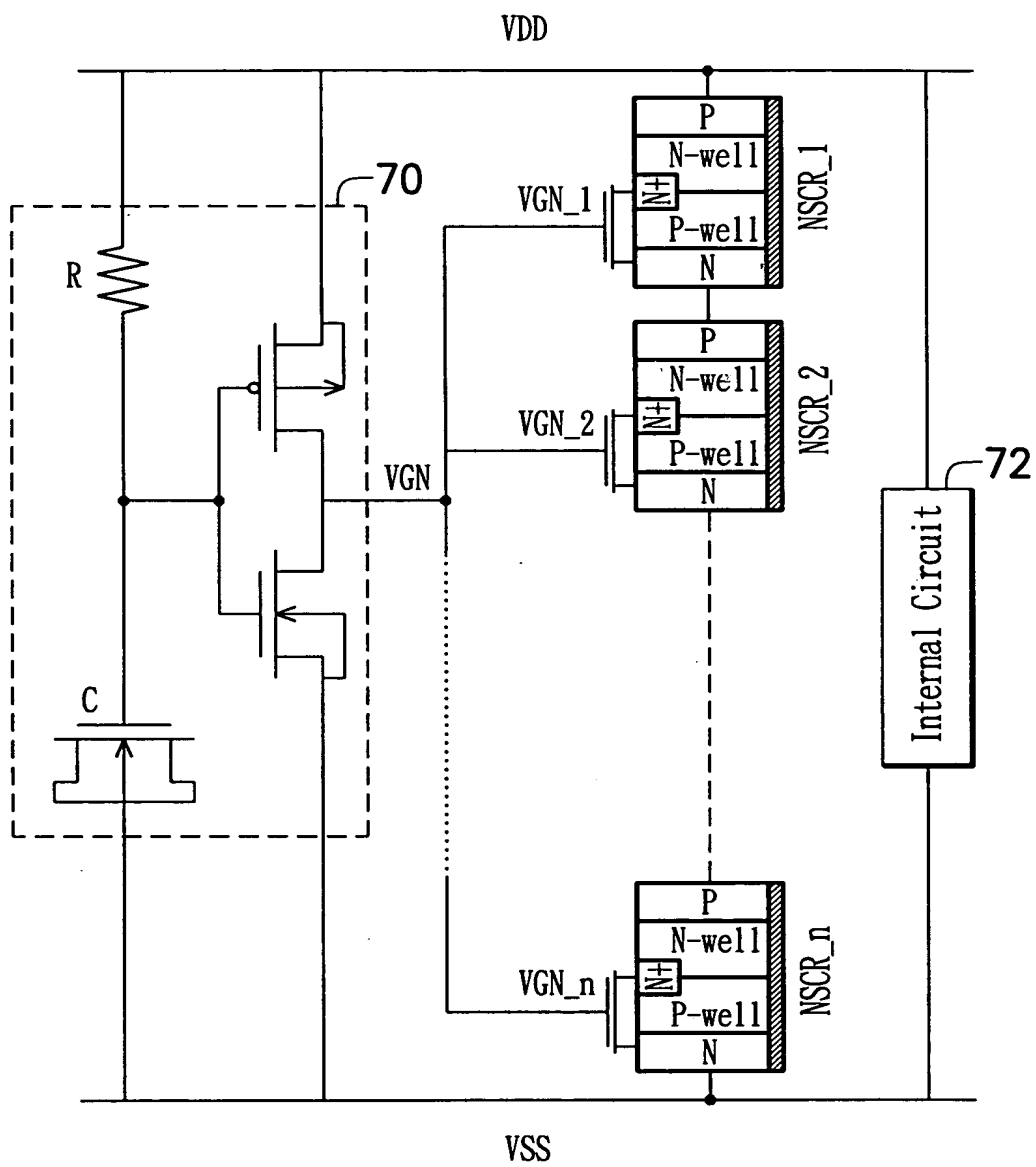 VDD
70
R
C
VGN
VGN_1
P
N-well
N+
P-well
N
NSCR_1
VGN_2
P
N-well
N+
P-well
N
NSCR_2
72
Internal Circuit
VGN_n
P
N-well
N+
P-well
N
NSCR_n
VSS